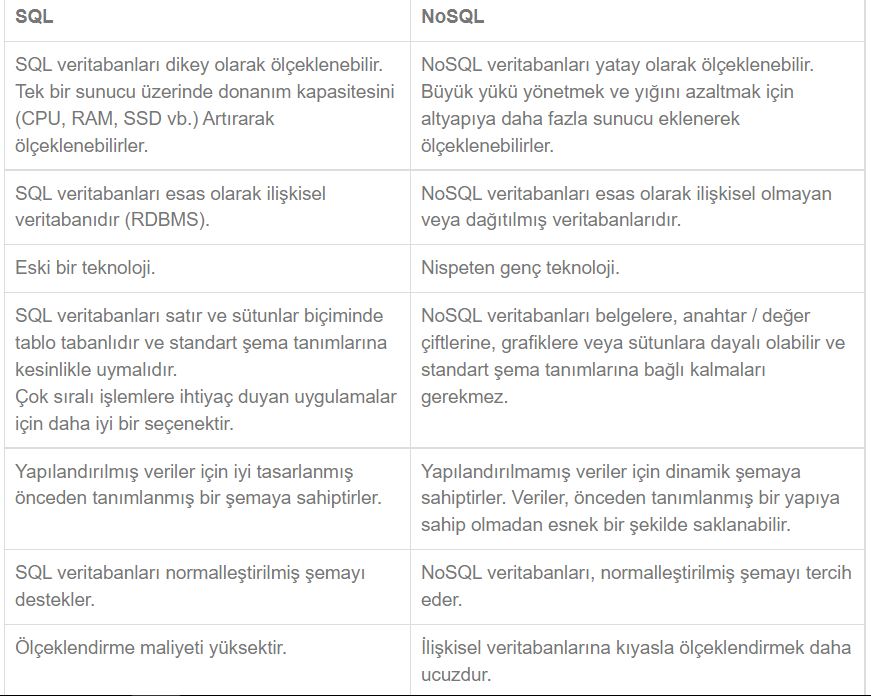 SQL
NoSQL
SQL veritabanları dikey olarak ölçeklenebilir.
Tek bir sunucu üzerinde donanım kapasitesini
(CPU, RAM, SSD vb.) Artırarak
ölçeklenebilirler.
NoSQL veritabanları yatay olarak ölçeklenebilir.
Büyük yükü yönetmek ve yığını azaltmak için
altyapıya daha fazla sunucu eklenerek
ölçeklenebilirler.
SQL veritabanları esas olarak ilişkisel
veritabanıdır (RDBMS).
NoSQL veritabanları esas olarak ilişkisel olmayan
veya dağıtılmış veritabanlarıdır.
Eski bir teknoloji.
Nispeten genç teknoloji.
SQL veritabanları satır ve sütunlar biçiminde
tablo tabanlıdır ve standart şema tanımlarına
kesinlikle uymalıdır.
Çok sıralı işlemlere ihtiyaç duyan uygulamalar
için daha iyi bir seçenektir.
NoSQL veritabanları belgelere, anahtar / değer
çiftlerine, grafiklere veya sütunlara dayalı olabilir ve
standart şema tanımlarına bağlı kalmaları
gerekmez.
Yapılandırılmış veriler için iyi tasarlanmış
önceden tanımlanmış bir şemaya sahiptirler.
Yapılandırılmamış veriler için dinamik şemaya
sahiptirler. Veriler, önceden tanımlanmış bir yapıya
sahip olmadan esnek bir şekilde saklanabilir.
SQL veritabanları normalleştirilmiş şemayı
destekler.
NoSQL veritabanları, normalleştirilmiş şemayı tercih
eder.
Ölçeklendirme maliyeti yüksektir.
İlişkisel veritabanlarına kıyasla ölçeklendirmek daha
ucuzdur.